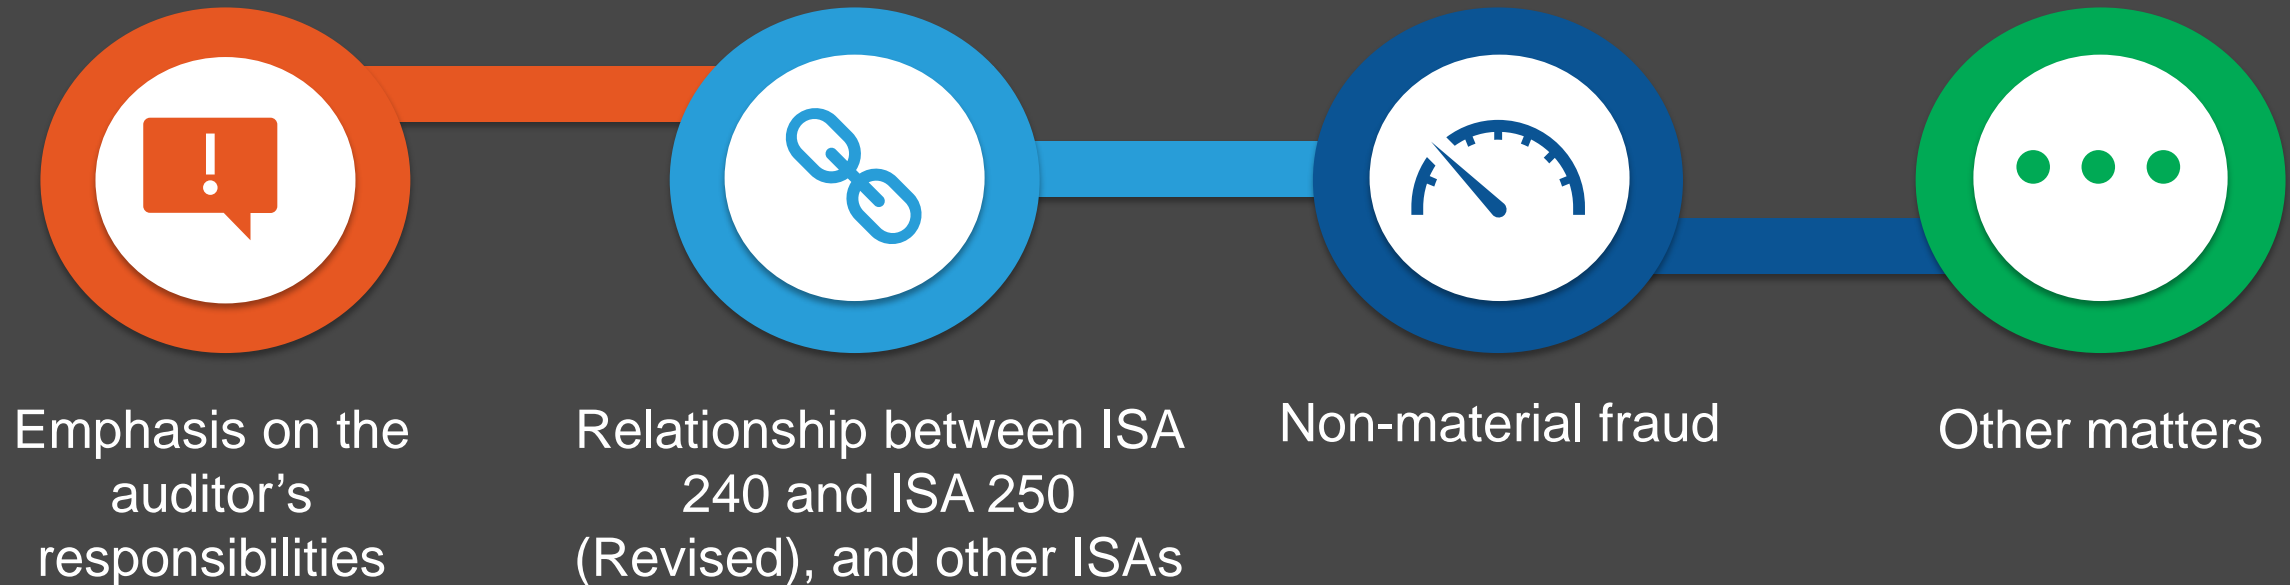 Emphasis on the
auditor’s
responsibilities
Relationship between ISA
240 and ISA 250
(Revised), and other ISAs
Non-material fraud
Other matters